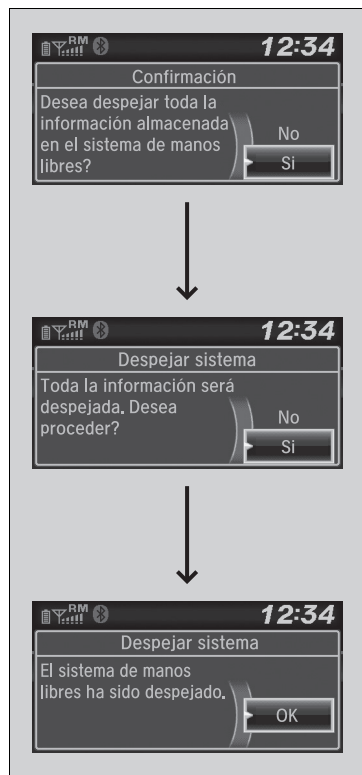 RM 12:34
Confirmación
Desea despejar toda la
información almacenada
en el sistema de manos
libres?
No
Si
RM 12:34
Despejar sistema
Toda la información será
despejada. Desea
proceder?
No
Si
RM 12:34
Despejar sistema
El sistema de manos
libres ha sido despejado.
OK